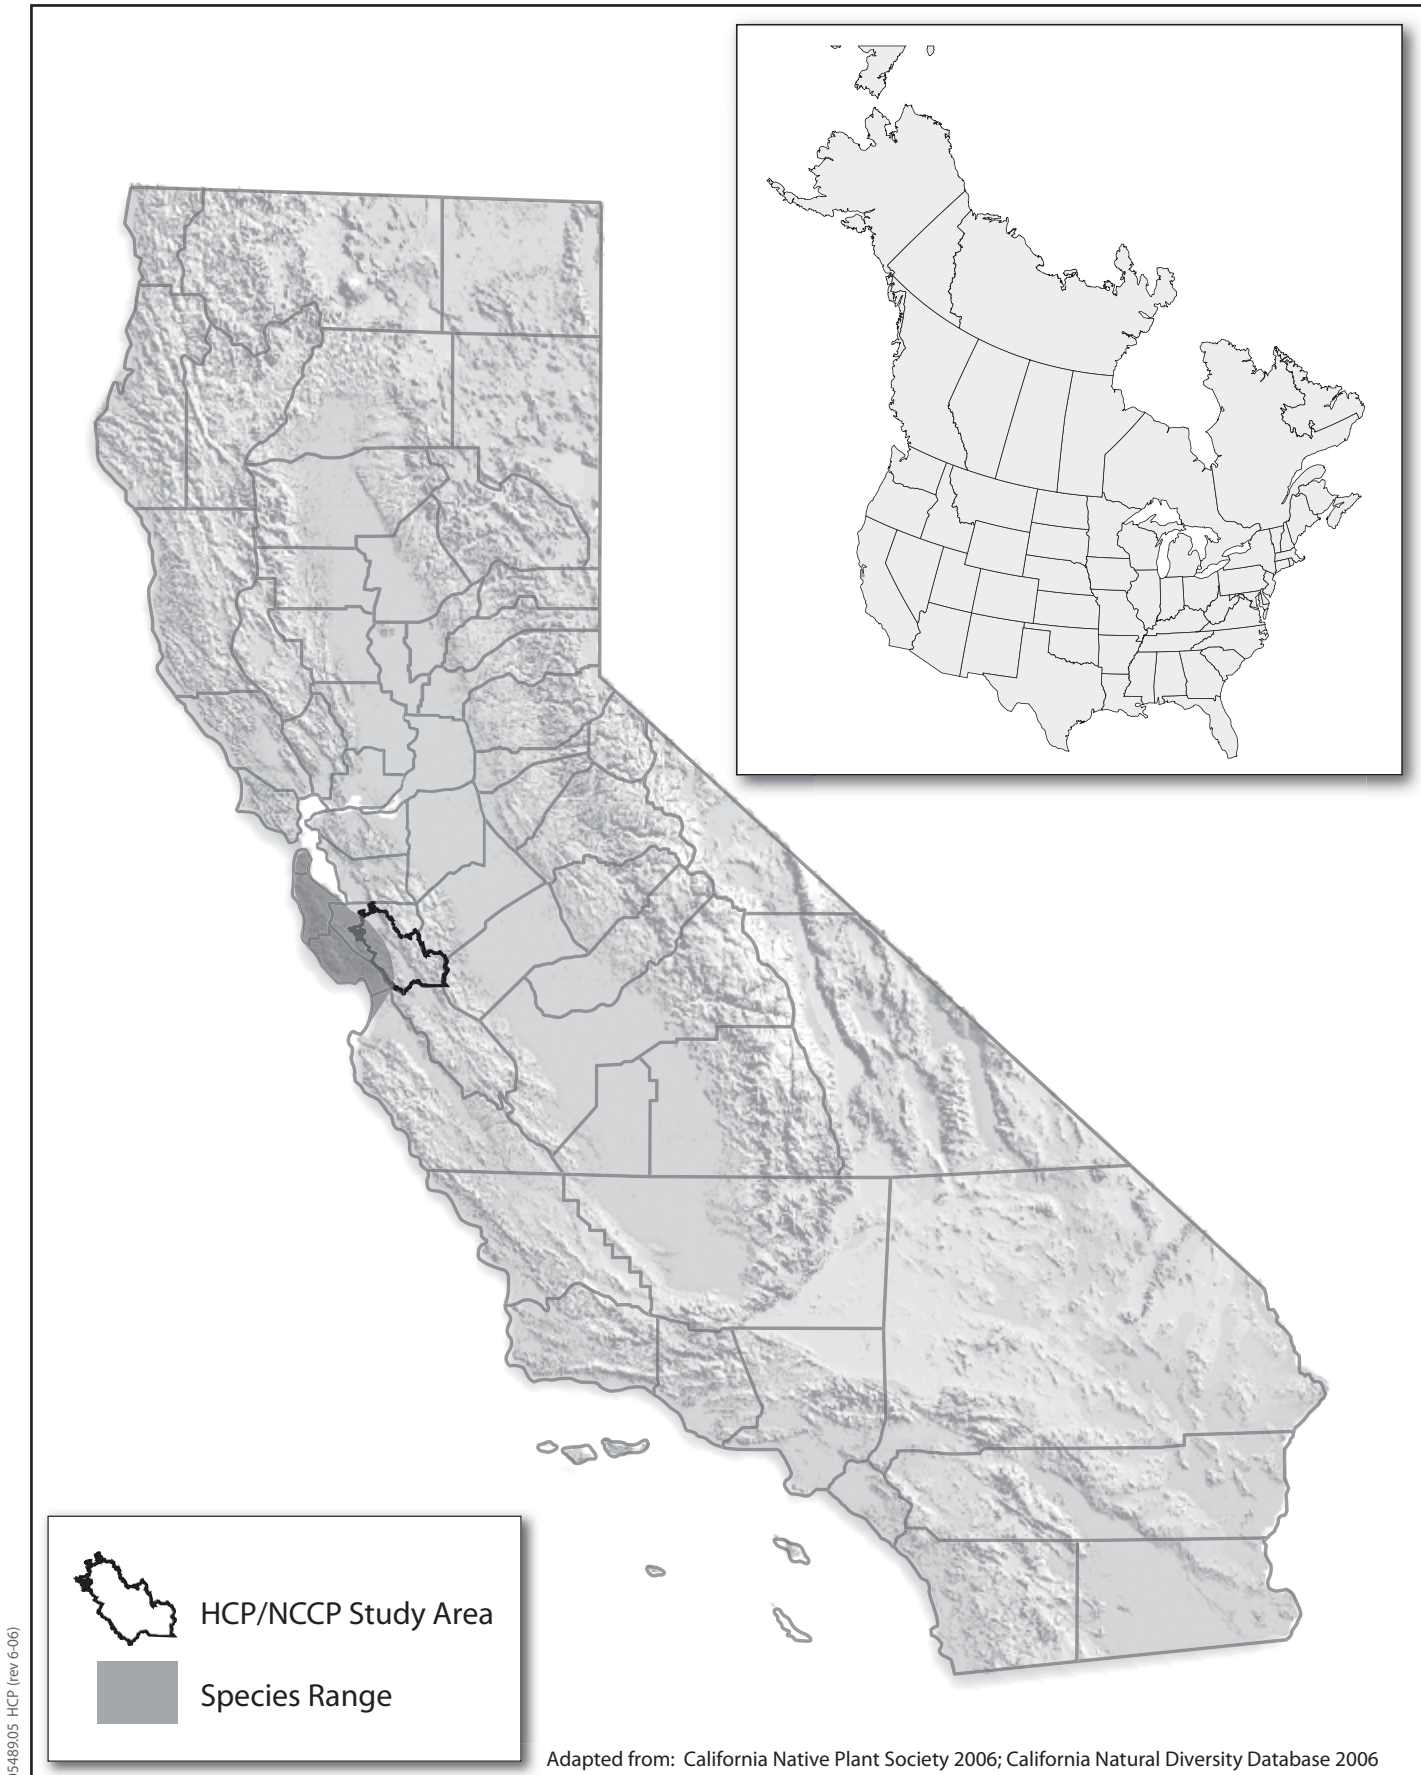 HCP/NCCP Study Area
Species Range
Adapted from: California Native Plant Society 2006; California Natural Diversity Database 2006
05489.05 HCP (rev 6-06)